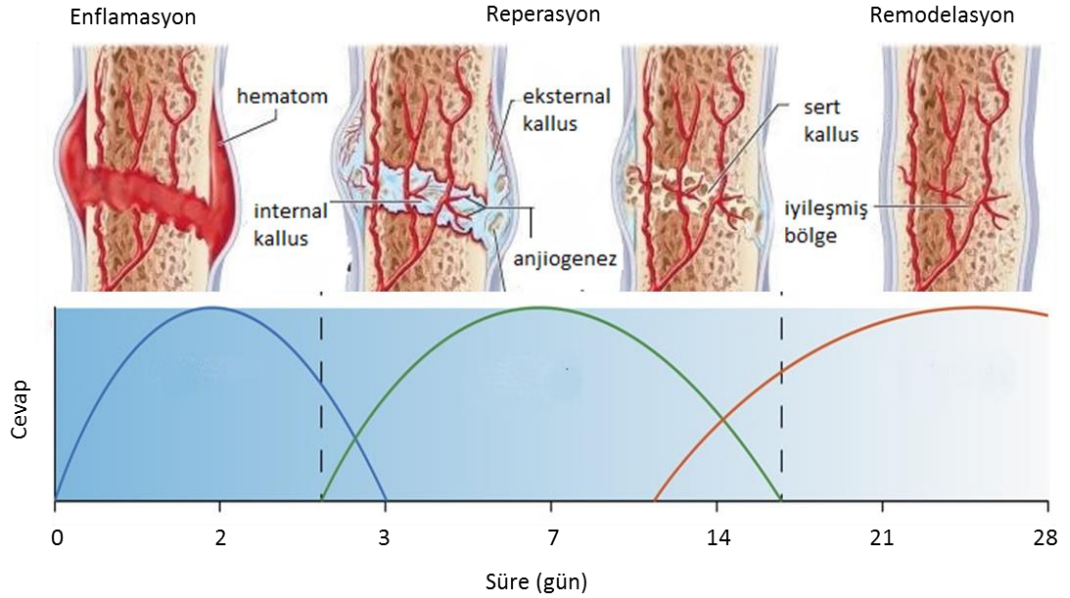 Enflamasyon
Reperasyon
Remodelasyon
hematom
eksternal
kallus
sert
kallus
internal
kallus
iyileşmiş
bölge
anjiogenez
Cevap
0
2
3
7
14
21
28
Süre (gün)